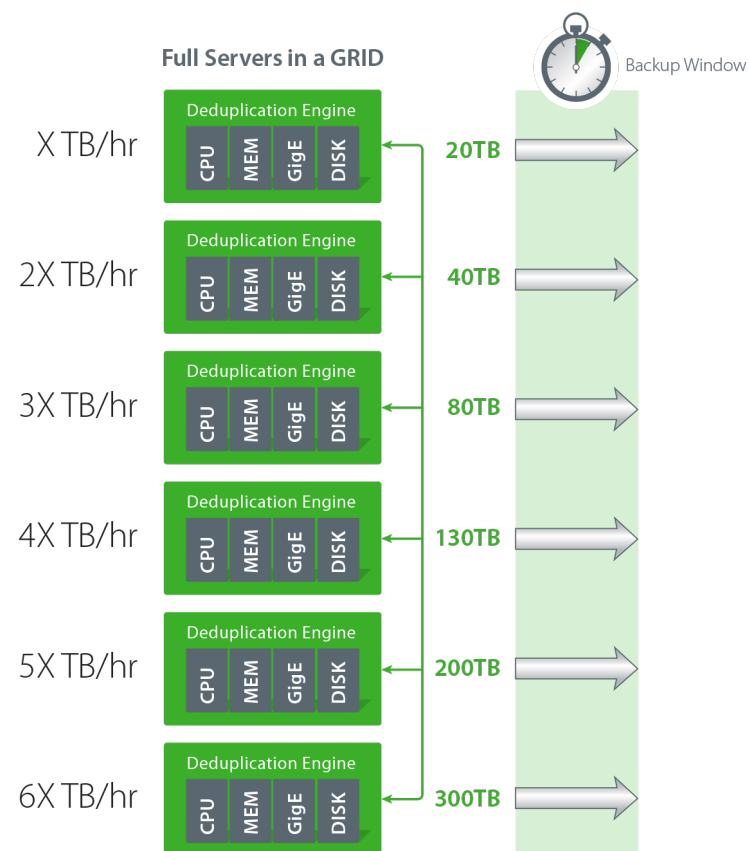 Full Servers in a GRID
Backup Window
X TB/hr
Deduplication Engine
CPU MEM GigE DISK
20TB
2X TB/hr
Deduplication Engine
CPU MEM GigE DISK
40TB
3X TB/hr
Deduplication Engine
CPU MEM GigE DISK
80TB
4X TB/hr
Deduplication Engine
CPU MEM GigE DISK
130TB
5X TB/hr
Deduplication Engine
CPU MEM GigE DISK
200TB
6X TB/hr
Deduplication Engine
CPU MEM GigE DISK
300TB